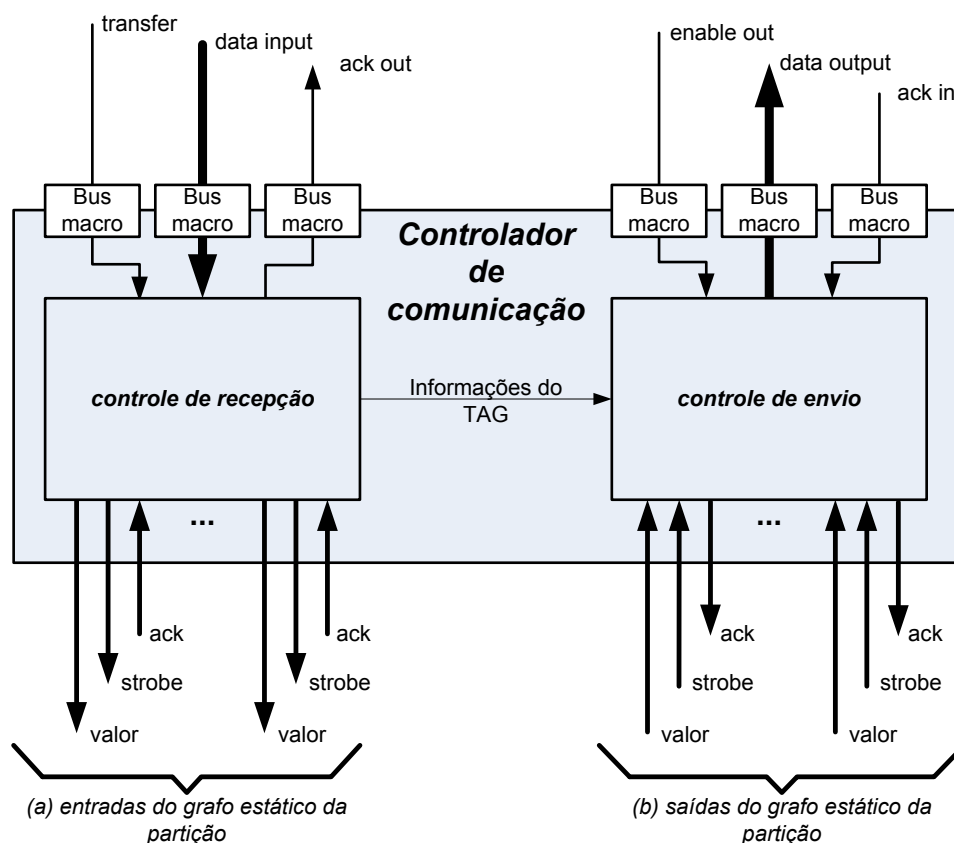 transfer
data input
ack out
enable out
data output
ack in
Bus
macro
Bus
macro
Bus
macro
Bus
macro
Bus
macro
Bus
macro
Controlador
de
comunicação
controle de recepção
Informações do
TAG
controle de envio
...
...
ack
ack
ack
ack
strobe
strobe
strobe
strobe
valor
valor
valor
valor
(a) entradas do grafo estático da
partição
(b) saídas do grafo estático da
partição